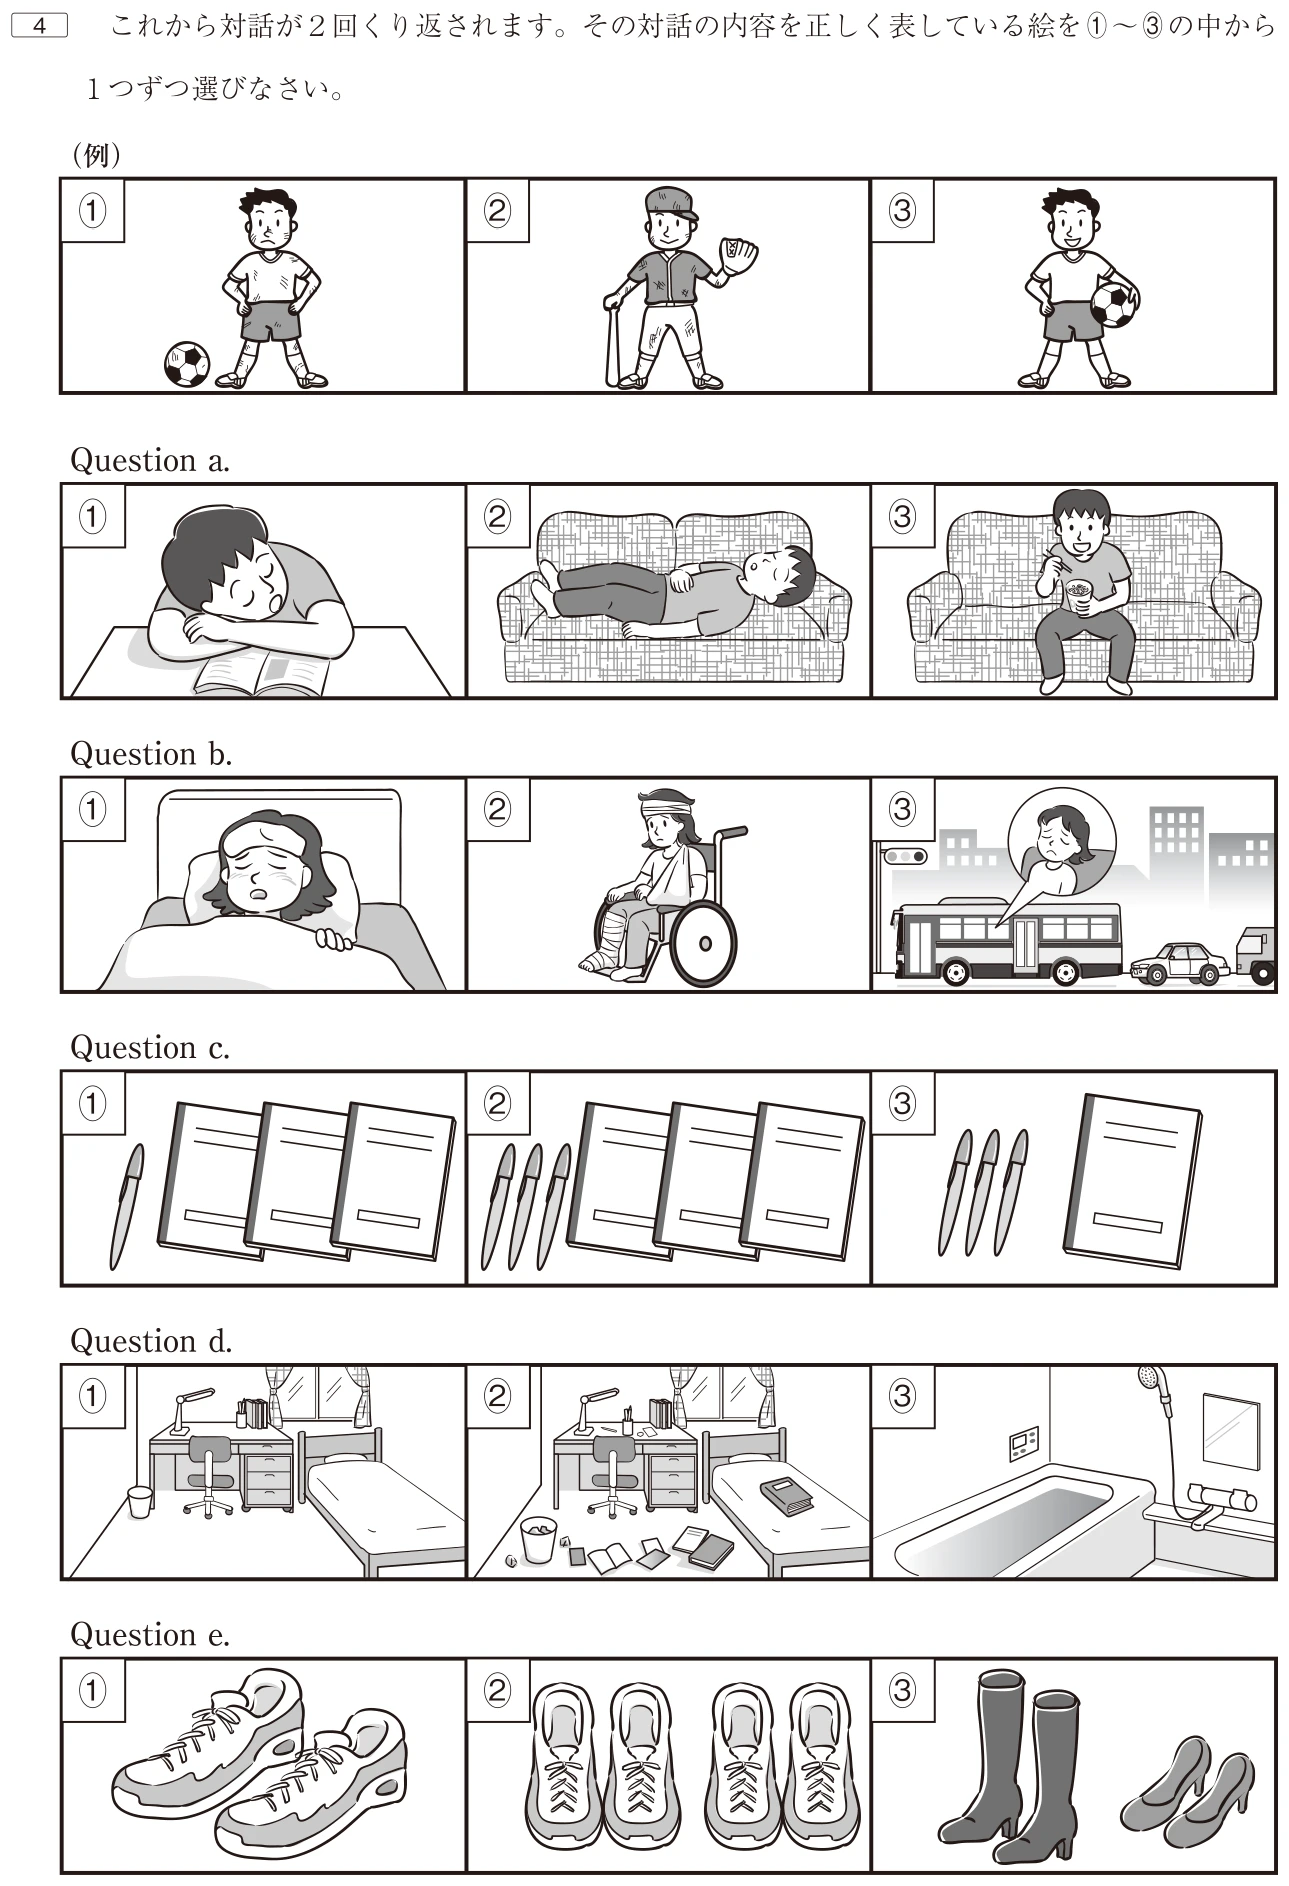 4 これから対話が２回くり返されます。その対話の内容を正しく表している絵を①～③の中から
１つずつ選びなさい。
（例）
① ② ③
Question a.
① ② ③
Question b.
① ② ③
Question c.
① ② ③
Question d.
① ② ③
Question e.
① ② ③